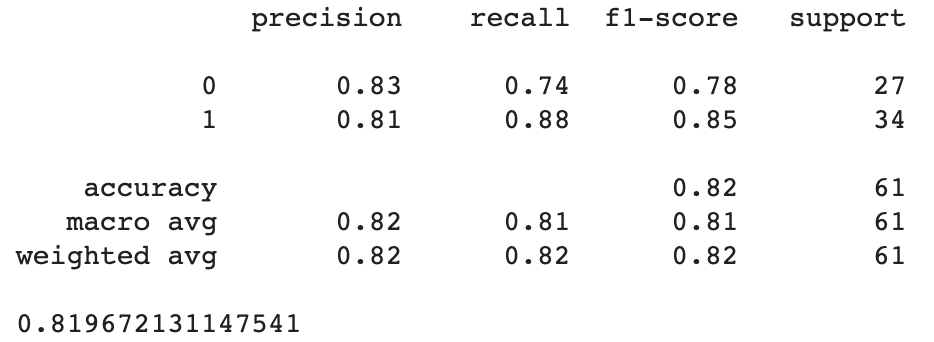 precision recall f1-score support
0 0.83 0.74 0.78 27
1 0.81 0.88 0.85 34
accuracy 0.82 61
macro avg 0.82 0.81 0.81 61
weighted avg 0.82 0.82 0.82 61
0.819672131147541